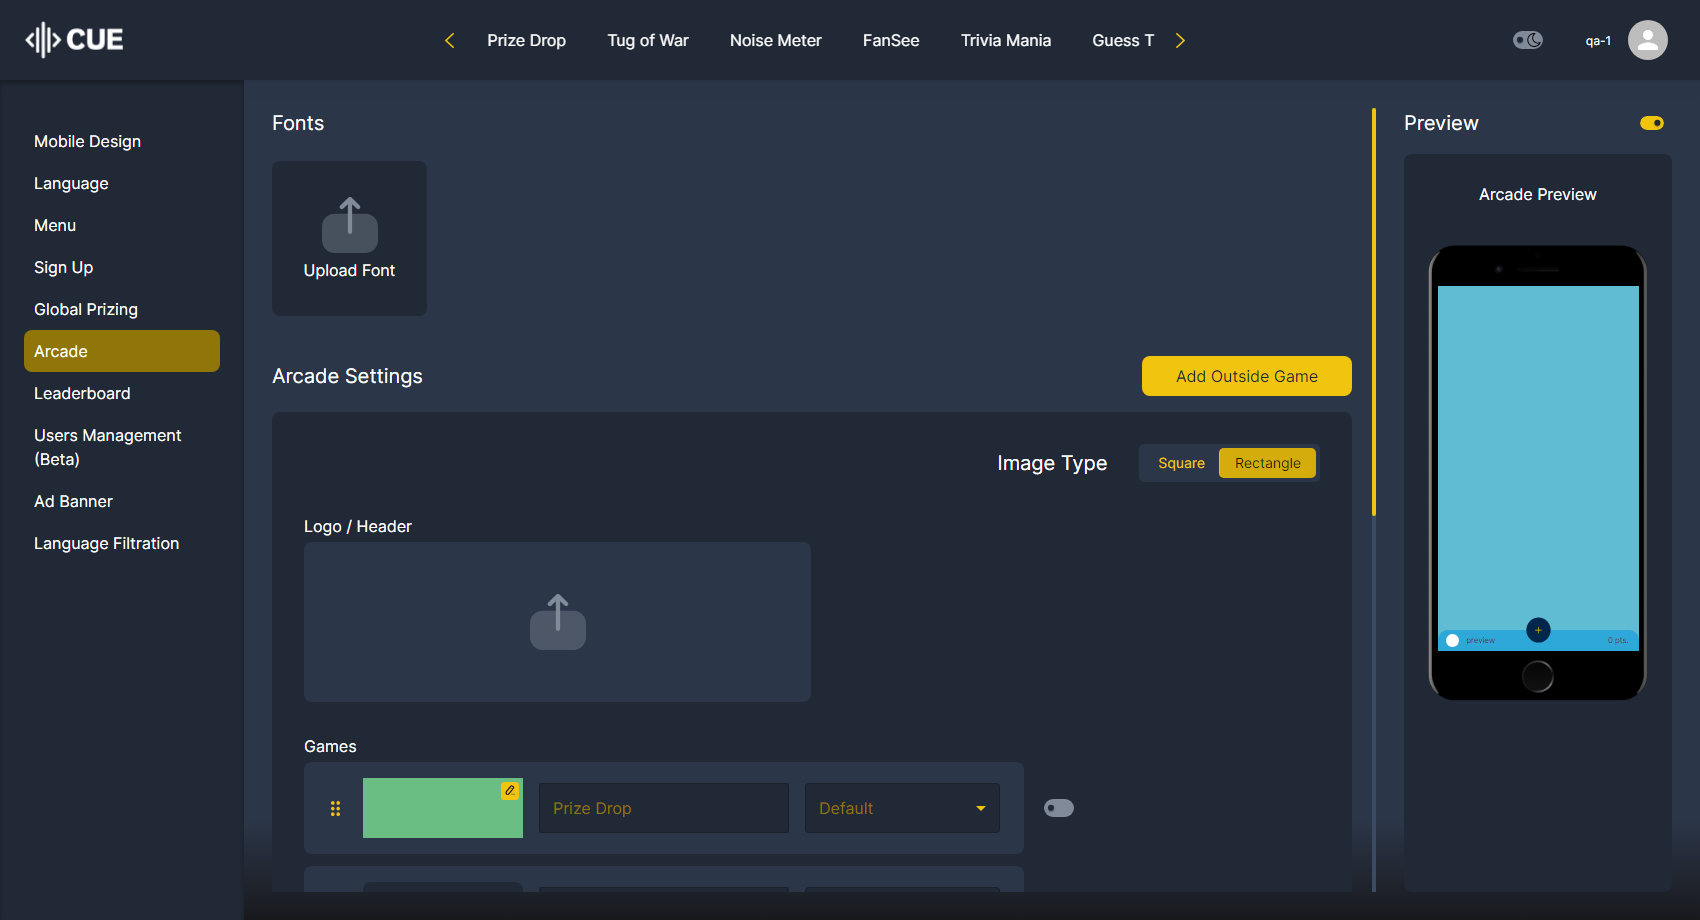 CUE
Prize Drop
Tug of War
Noise Meter
FanSee
Trivia Mania
Guess T
qa-1
Mobile Design
Language
Menu
Sign Up
Global Prizing
Arcade
Leaderboard
Users Management
(Beta)
Ad Banner
Language Filtration
Fonts
Upload Font
Arcade Settings
Add Outside Game
Image Type
Square
Rectangle
Logo / Header
Games
Prize Drop
Default
Preview
Arcade Preview
+
preview
0 pts.